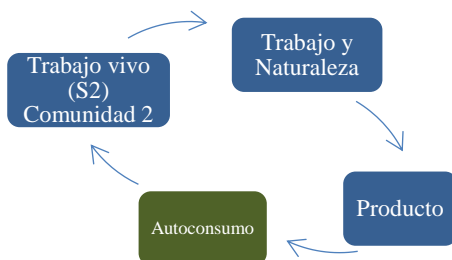 Trabajo y
Naturaleza
Trabajo vivo
(S2)
Comunidad 2
Producto
Autoconsumo